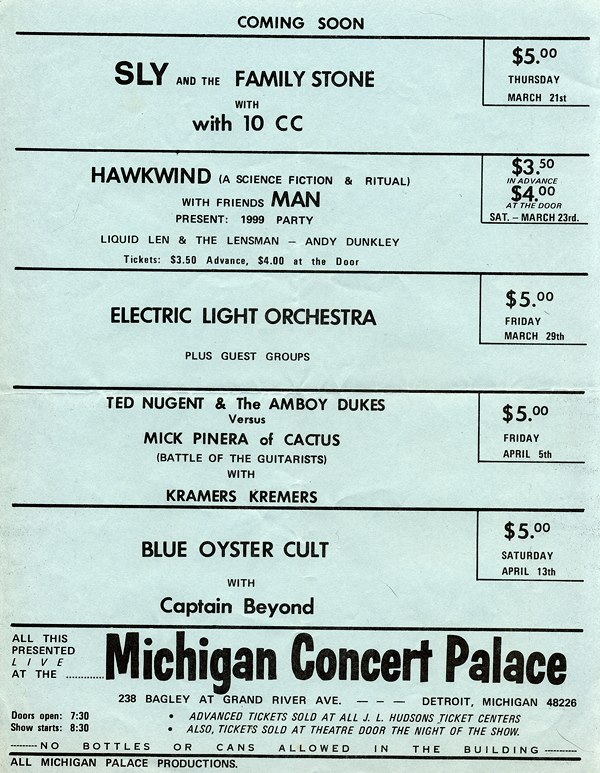 COMING SOON
SLY AND THE FAMILY STONE
WITH
with 10 CC
$5.00
THURSDAY
MARCH 21st
HAWKWIND (A SCIENCE FICTION & RITUAL)
WITH FRIENDS MAN
PRESENT: 1999 PARTY
LIQUID LEN & THE LENSMAN – ANDY DUNKLEY
Tickets: $3.50 Advance, $4.00 at the Door
$3.50
IN ADVANCE
$4.00
AT THE DOOR
SAT. – MARCH 23rd.
ELECTRIC LIGHT ORCHESTRA
PLUS GUEST GROUPS
$5.00
FRIDAY
MARCH 29th
TED NUGENT & The AMBOY DUKES
Versus
MICK PINERA of CACTUS
(BATTLE OF THE GUITARISTS)
WITH
KRAMERS KREMERS
$5.00
FRIDAY
APRIL 5th
BLUE OYSTER CULT
WITH
Captain Beyond
$5.00
SATURDAY
APRIL 13th
ALL THIS
PRESENTED
LIVE
AT THE ............
Michigan Concert Palace
238 BAGLEY AT GRAND RIVER AVE. — — — DETROIT, MICHIGAN 48226
Doors open: 7:30
Show starts: 8:30
• ADVANCED TICKETS SOLD AT ALL J. L. HUDSONS TICKET CENTERS
• ALSO, TICKETS SOLD AT THEATRE DOOR THE NIGHT OF THE SHOW.
--------NO BOTTLES OR CANS ALLOWED IN THE BUILDING-----------
ALL MICHIGAN PALACE PRODUCTIONS.